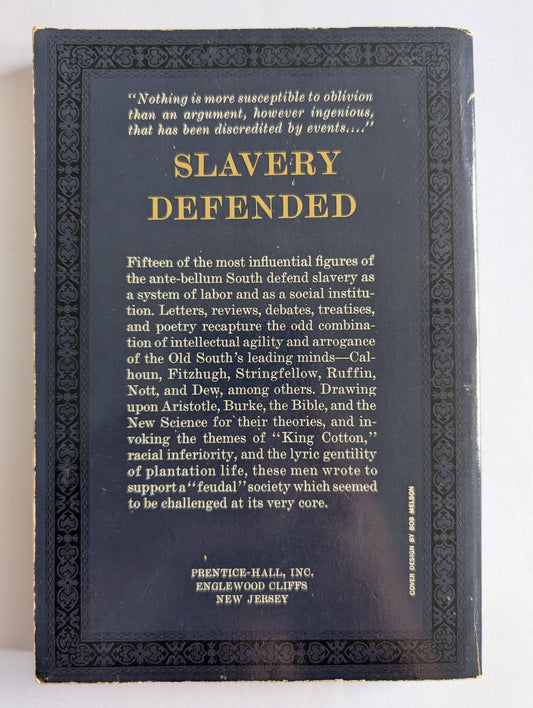 "Nothing is more susceptible to oblivion
than an argument, however ingenious,
that has been discredited by events...."
SLAVERY
DEFENDED
Fifteen of the most influential figures of
the ante-bellum South defend slavery as
a system of labor and as a social institu-
tion. Letters, reviews, debates, treatises,
and poetry recapture the odd combina-
tion of intellectual agility and arrogance
of the Old South's leading minds—Cal-
houn, Fitzhugh, Stringfellow, Ruffin,
Nott, and Dew, among others. Drawing
upon Aristotle, Burke, the Bible, and the
New Science for their theories, and in-
voking the themes of "King Cotton,"
racial inferiority, and the lyric gentility
of plantation life, these men wrote to
support a "feudal" society which seemed
to be challenged at its very core.
PRENTICE-HALL, INC.
ENGLEWOOD CLIFFS
NEW JERSEY
COVER DESIGN BY BOB MELSON